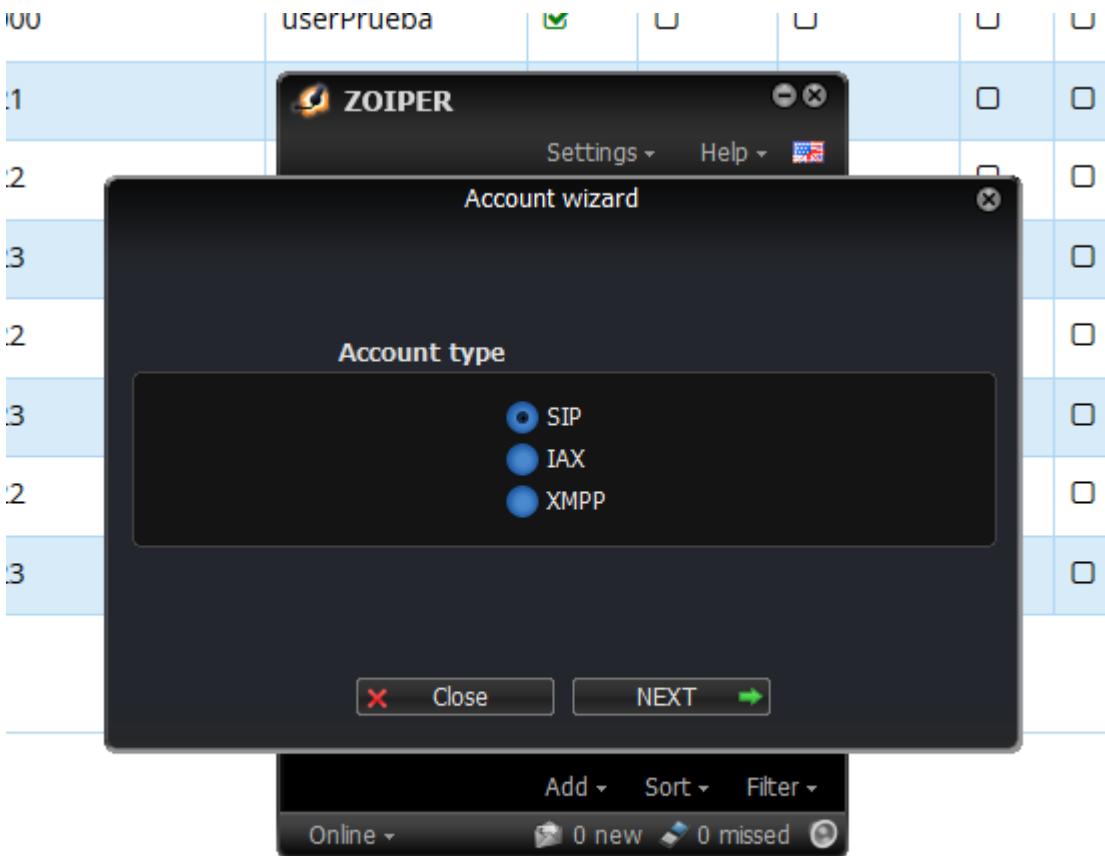 userPrueba
ZOIPER
Settings Help
Account wizard
Account type
SIP
IAX
XMPP
Close NEXT
Add Sort Filter
Online 0 new 0 missed